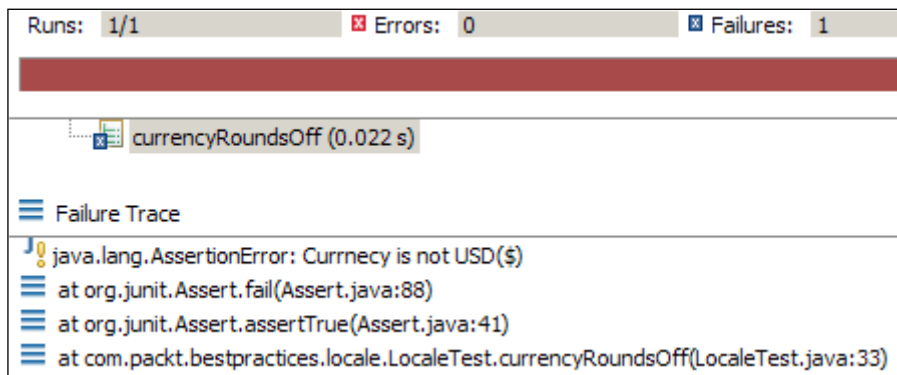 Runs: 1/1 Errors: 0 Failures: 1
currencyRoundsOff (0.022 s)
Failure Trace
java.lang.AssertionError: Currnecy is not USD($)
at org.junit.Assert.fail(Assert.java:88)
at org.junit.Assert.assertTrue(Assert.java:41)
at com.packt.bestpractices.locale.LocaleTest.currencyRoundsOff(LocaleTest.java:33)